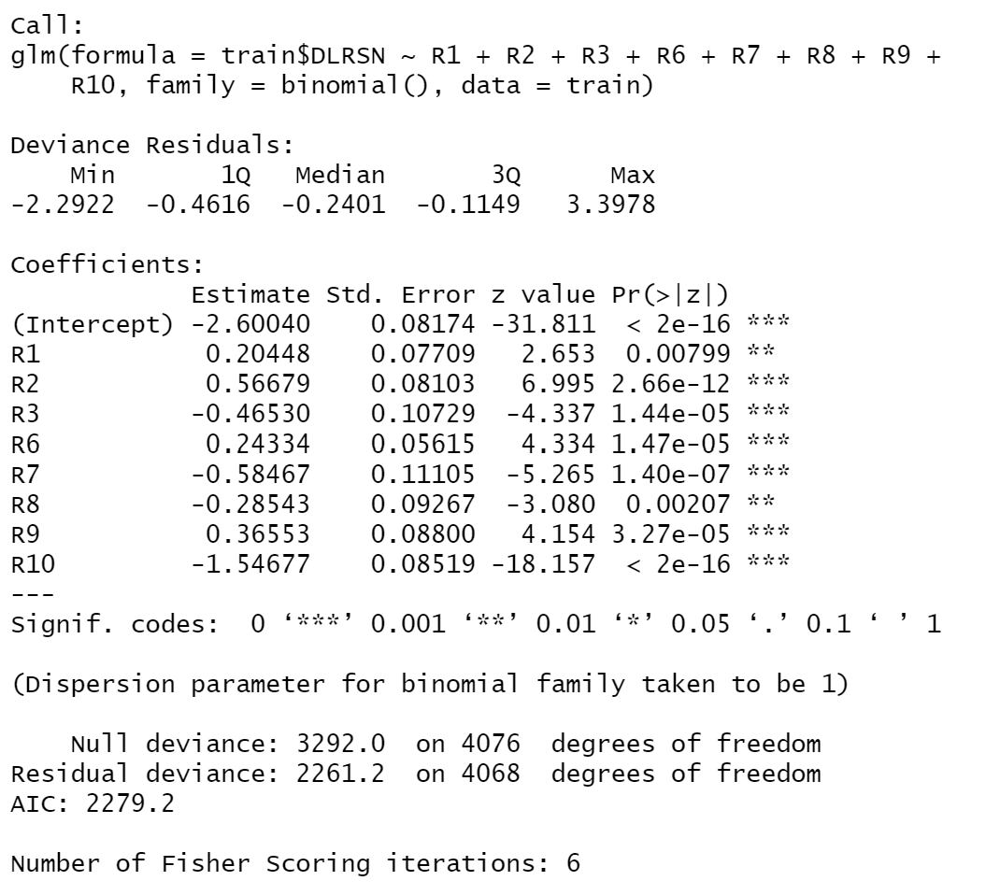 Call:
glm(formula = train$DLRSN ~ R1 + R2 + R3 + R6 + R7 + R8 + R9 +
    R10, family = binomial(), data = train)

Deviance Residuals:
    Min       1Q   Median       3Q      Max
-2.2922  -0.4616  -0.2401  -0.1149   3.3978

Coefficients:
            Estimate Std. Error z value Pr(>|z|)
(Intercept) -2.60040    0.08174 -31.811  < 2e-16 ***
R1           0.20448    0.07709   2.653  0.00799 **
R2           0.56679    0.08103   6.995 2.66e-12 ***
R3          -0.46530    0.10729  -4.337 1.44e-05 ***
R6           0.24334    0.05615   4.334 1.47e-05 ***
R7          -0.58467    0.11105  -5.265 1.40e-07 ***
R8          -0.28543    0.09267  -3.080  0.00207 **
R9           0.36553    0.08800   4.154 3.27e-05 ***
R10         -1.54677    0.08519 -18.157  < 2e-16 ***
---
Signif. codes:  0 ‘***’ 0.001 ‘**’ 0.01 ‘*’ 0.05 ‘.’ 0.1 ‘ ’ 1

(Dispersion parameter for binomial family taken to be 1)

    Null deviance: 3292.0  on 4076  degrees of freedom
Residual deviance: 2261.2  on 4068  degrees of freedom
AIC: 2279.2

Number of Fisher Scoring iterations: 6